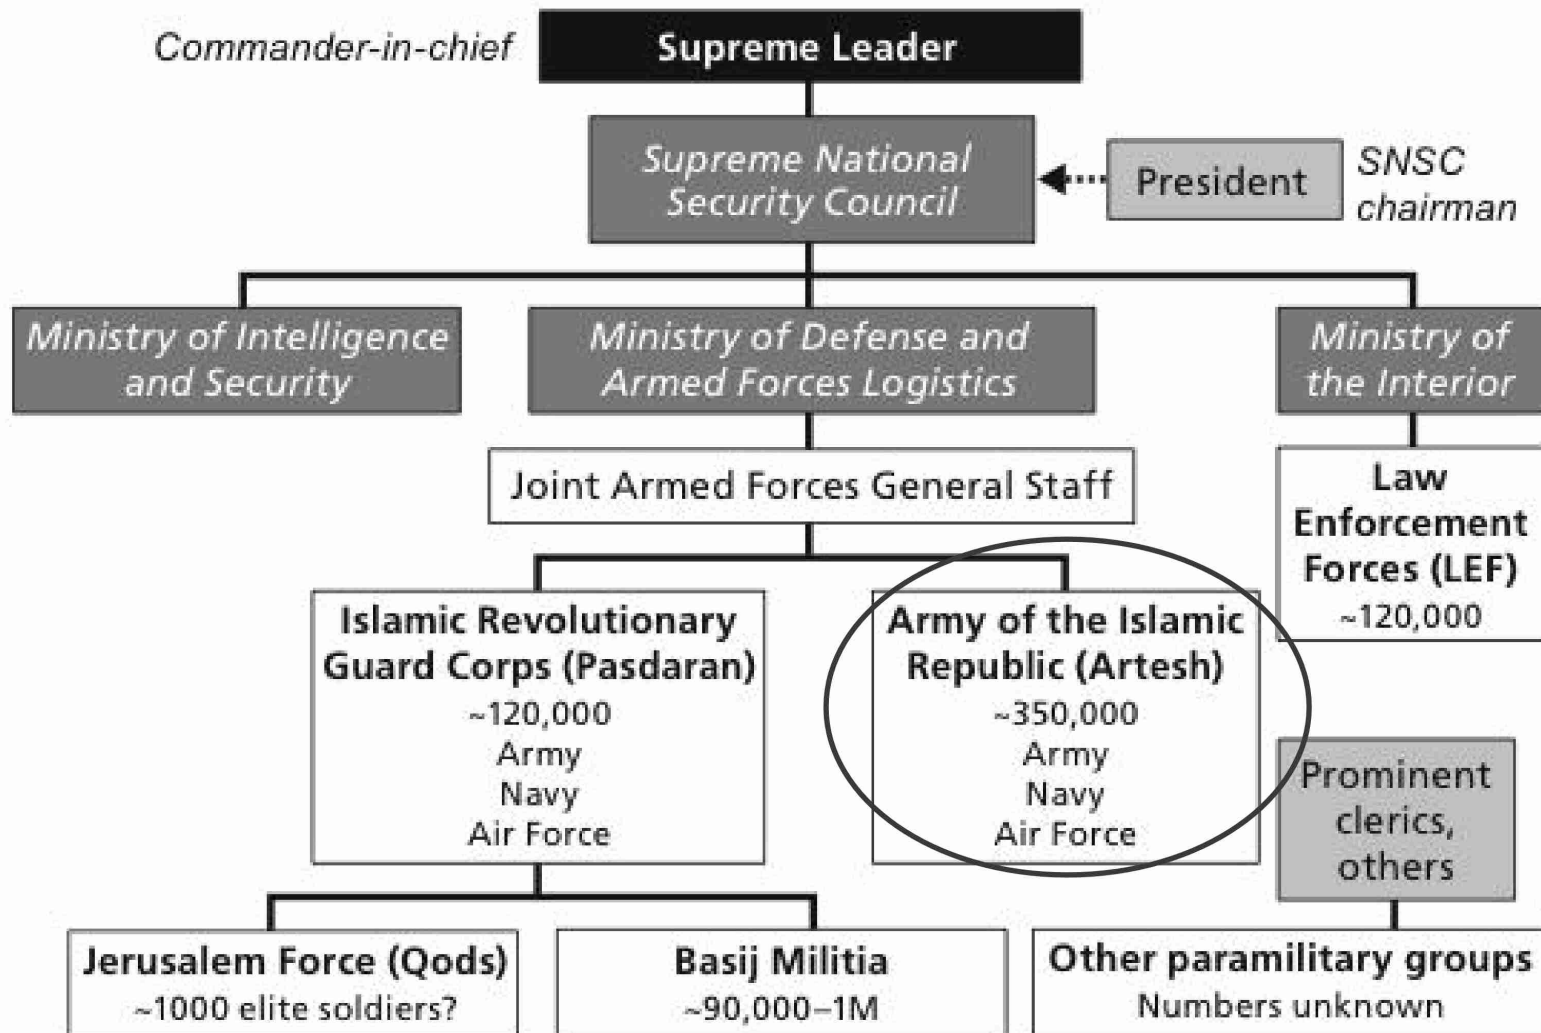 Commander-in-chief
Supreme Leader
Supreme National
Security Council
President
SNSC
chairman
Ministry of Intelligence
and Security
Ministry of Defense and
Armed Forces Logistics
Ministry of
the Interior
Joint Armed Forces General Staff
Law
Enforcement
Forces (LEF)
~120,000
Islamic Revolutionary
Guard Corps (Pasdaran)
~120,000
Army
Navy
Air Force
Army of the Islamic
Republic (Artesh)
~350,000
Army
Navy
Air Force
Prominent
clerics,
others
Jerusalem Force (Qods)
~1000 elite soldiers?
Basij Militia
~90,000–1M
Other paramilitary groups
Numbers unknown